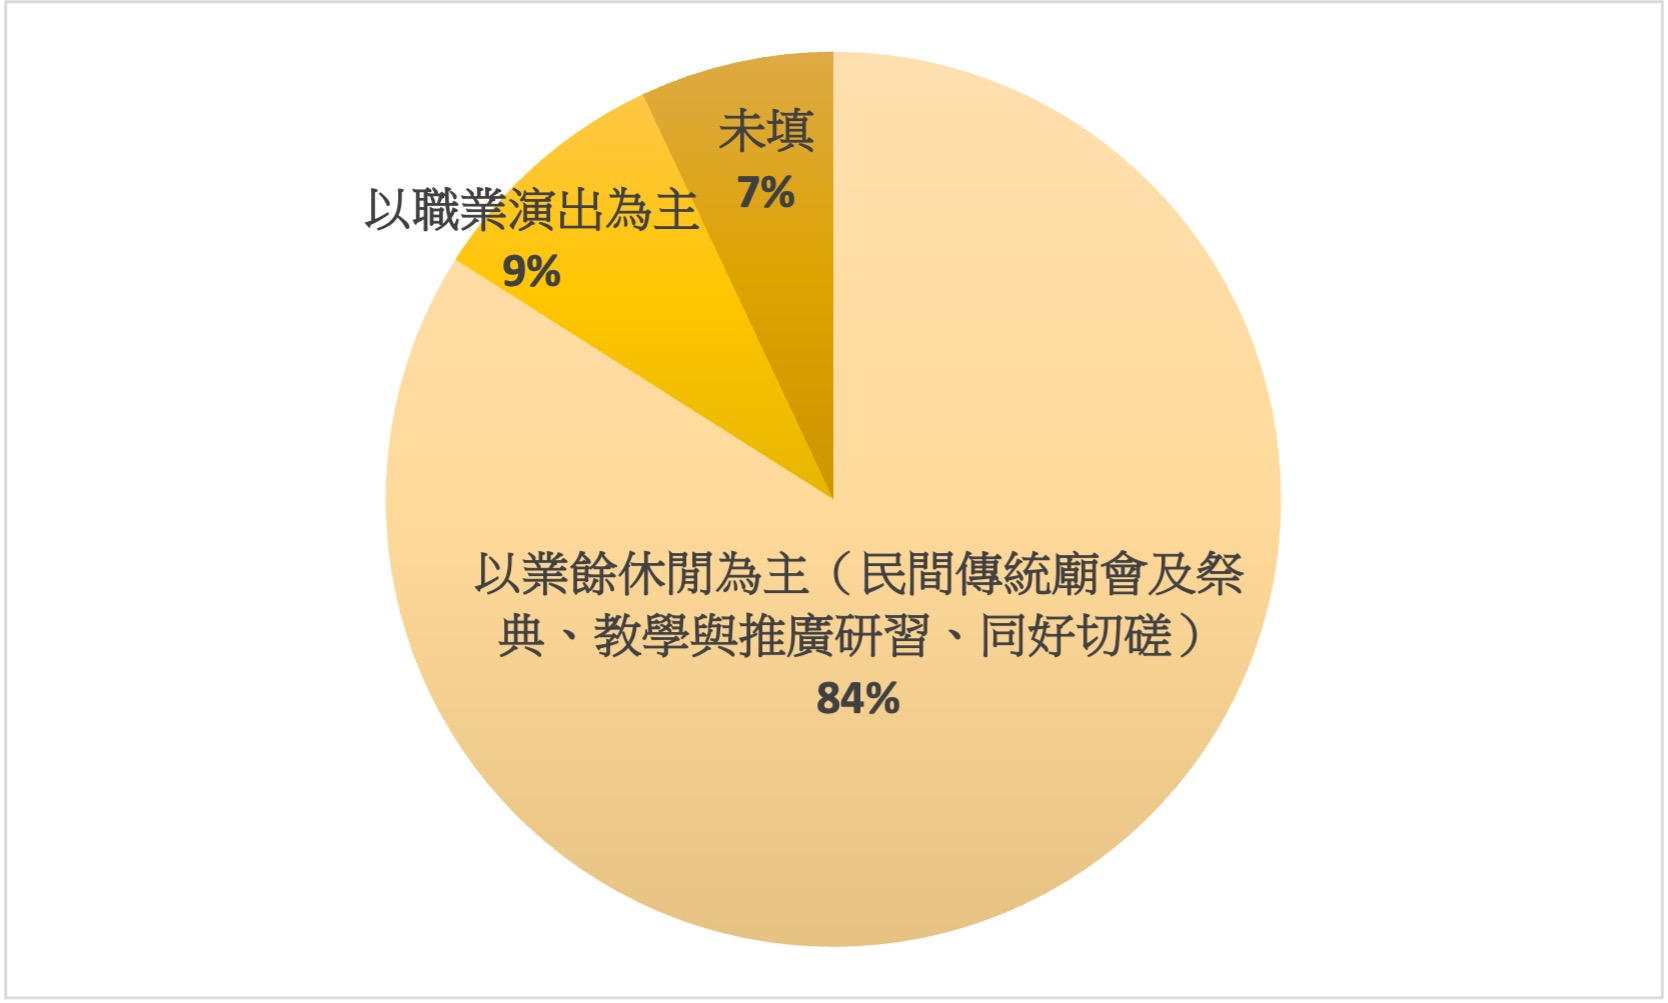 未填
7%
以職業演出為主
9%
以業餘休閒為主（民間傳統廟會及祭
典、教學與推廣研習、同好切磋）
84%